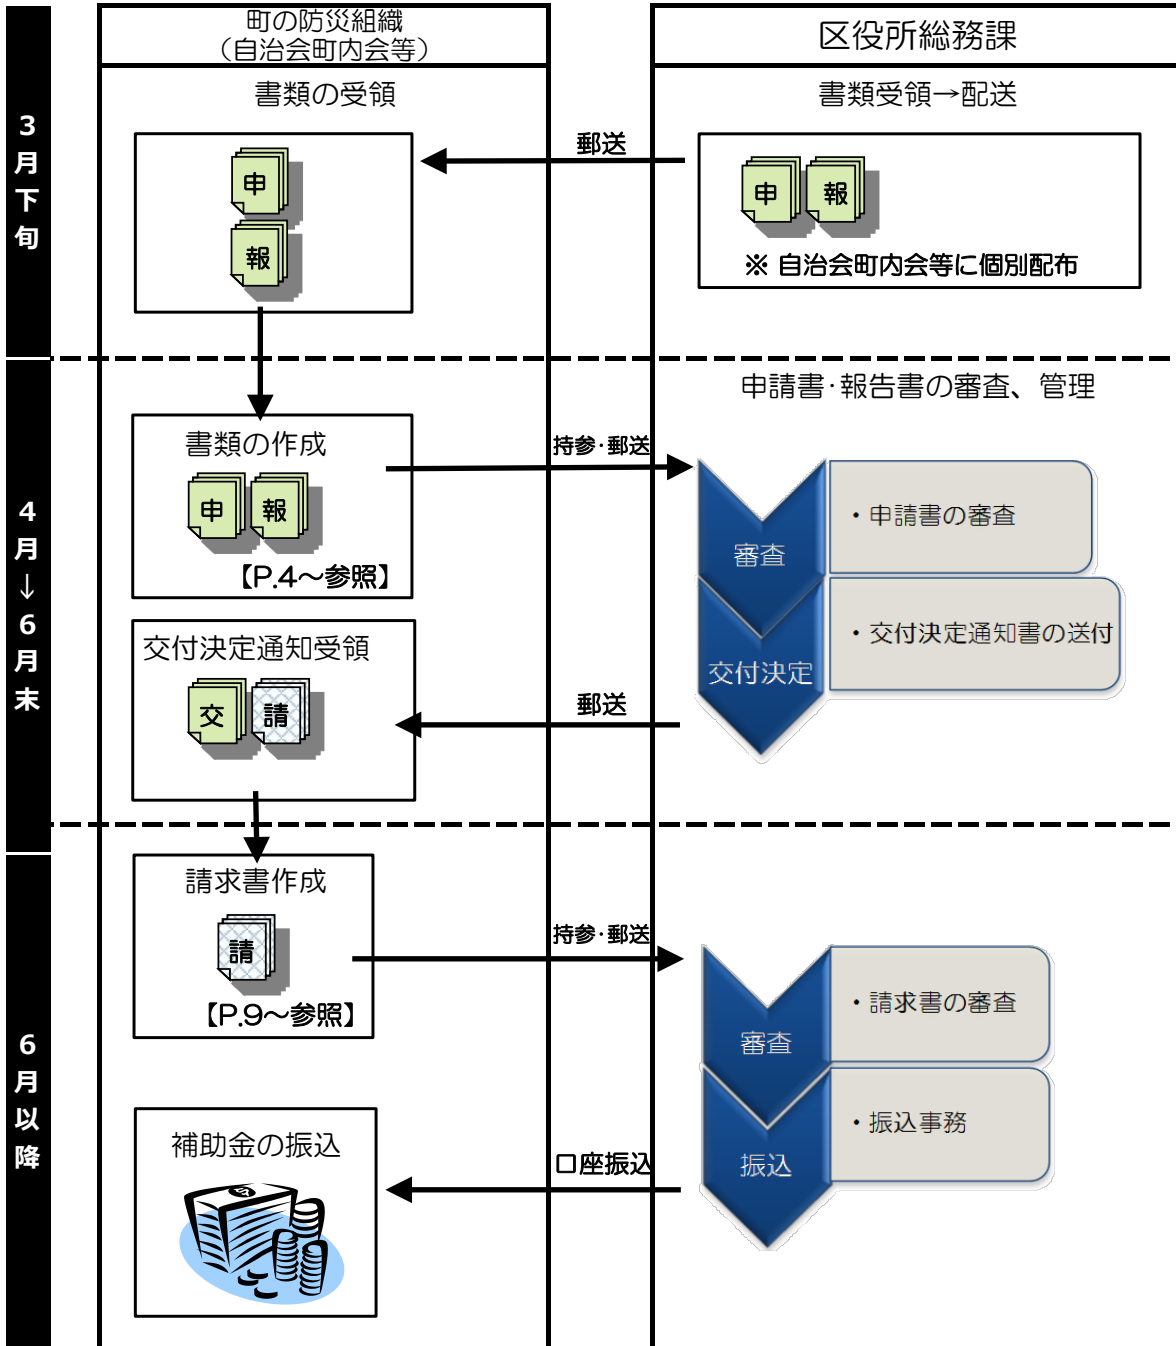 町の防災組織
（自治会町内会等）
区役所総務課
3月下旬
書類の受領
書類受領→配送
郵送
申
報
申
報
※ 自治会町内会等に個別配布
4月→6月末
申請書・報告書の審査、管理
書類の作成
持参・郵送
申
報
【P.4～参照】
審査
・申請書の審査
交付決定
・交付決定通知書の送付
交付決定通知受領
郵送
交
請
6月以降
請求書作成
持参・郵送
請
【P.9～参照】
審査
・請求書の審査
振込
・振込事務
補助金の振込
口座振込